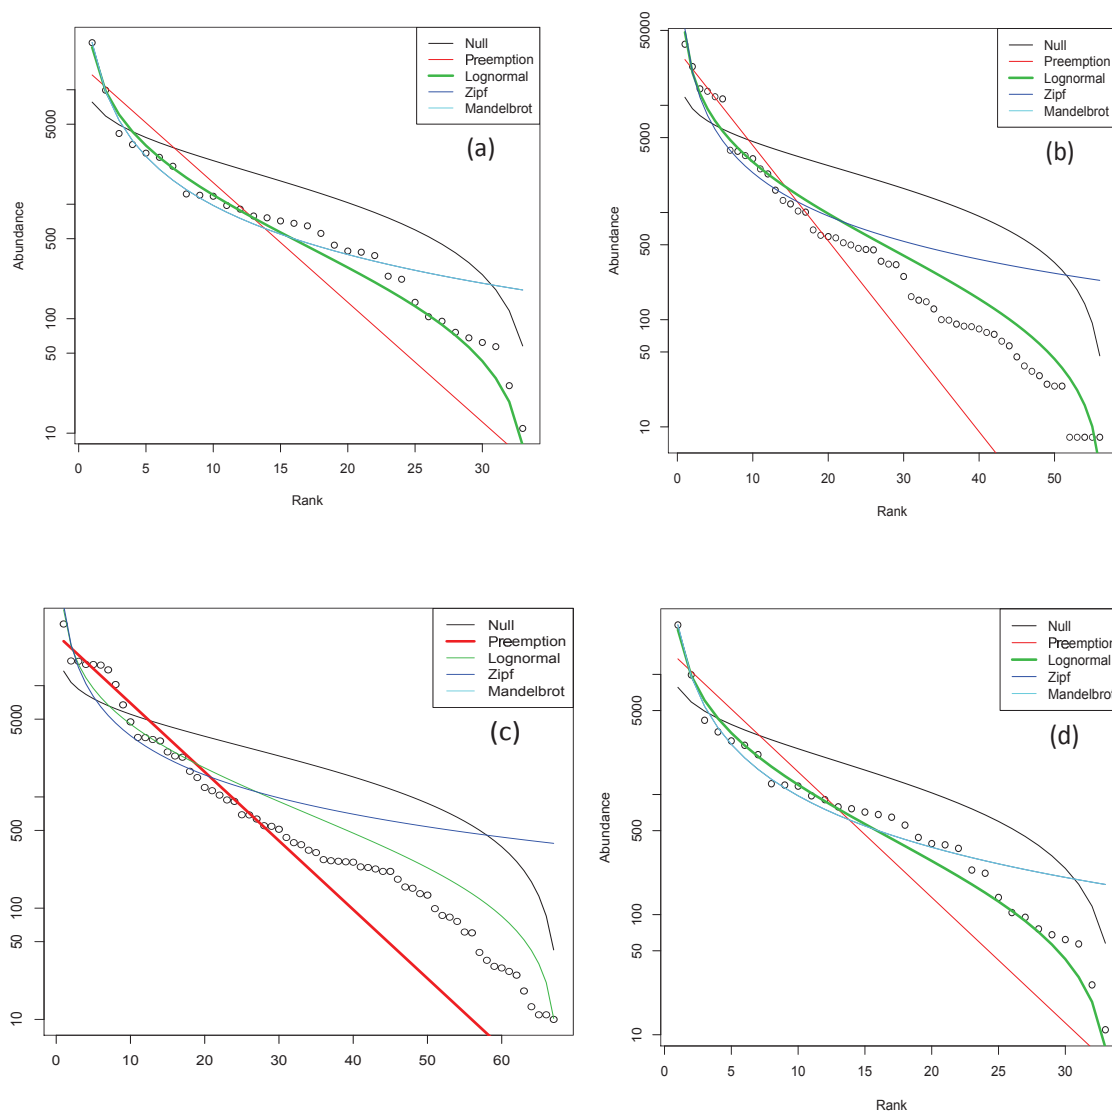 Null
Preemption
Lognormal
Zipf
Mandelbrot
(a)
Abundance
5000
500
100
50
10
0 5 10 15 20 25 30
Rank
Null
Preemption
Lognormal
Zipf
Mandelbrot
(b)
Abundance
50000
5000
500
100
50
10
0 10 20 30 40 50
Rank
Null
Preemption
Lognormal
Zipf
Mandelbrot
(c)
5000
500
100
50
10
0 10 20 30 40 50 60
Null
Preemption
Lognormal
Zipf
Mandelbrot
(d)
Abundance
5000
500
100
50
10
0 5 10 15 20 25 30
Rank